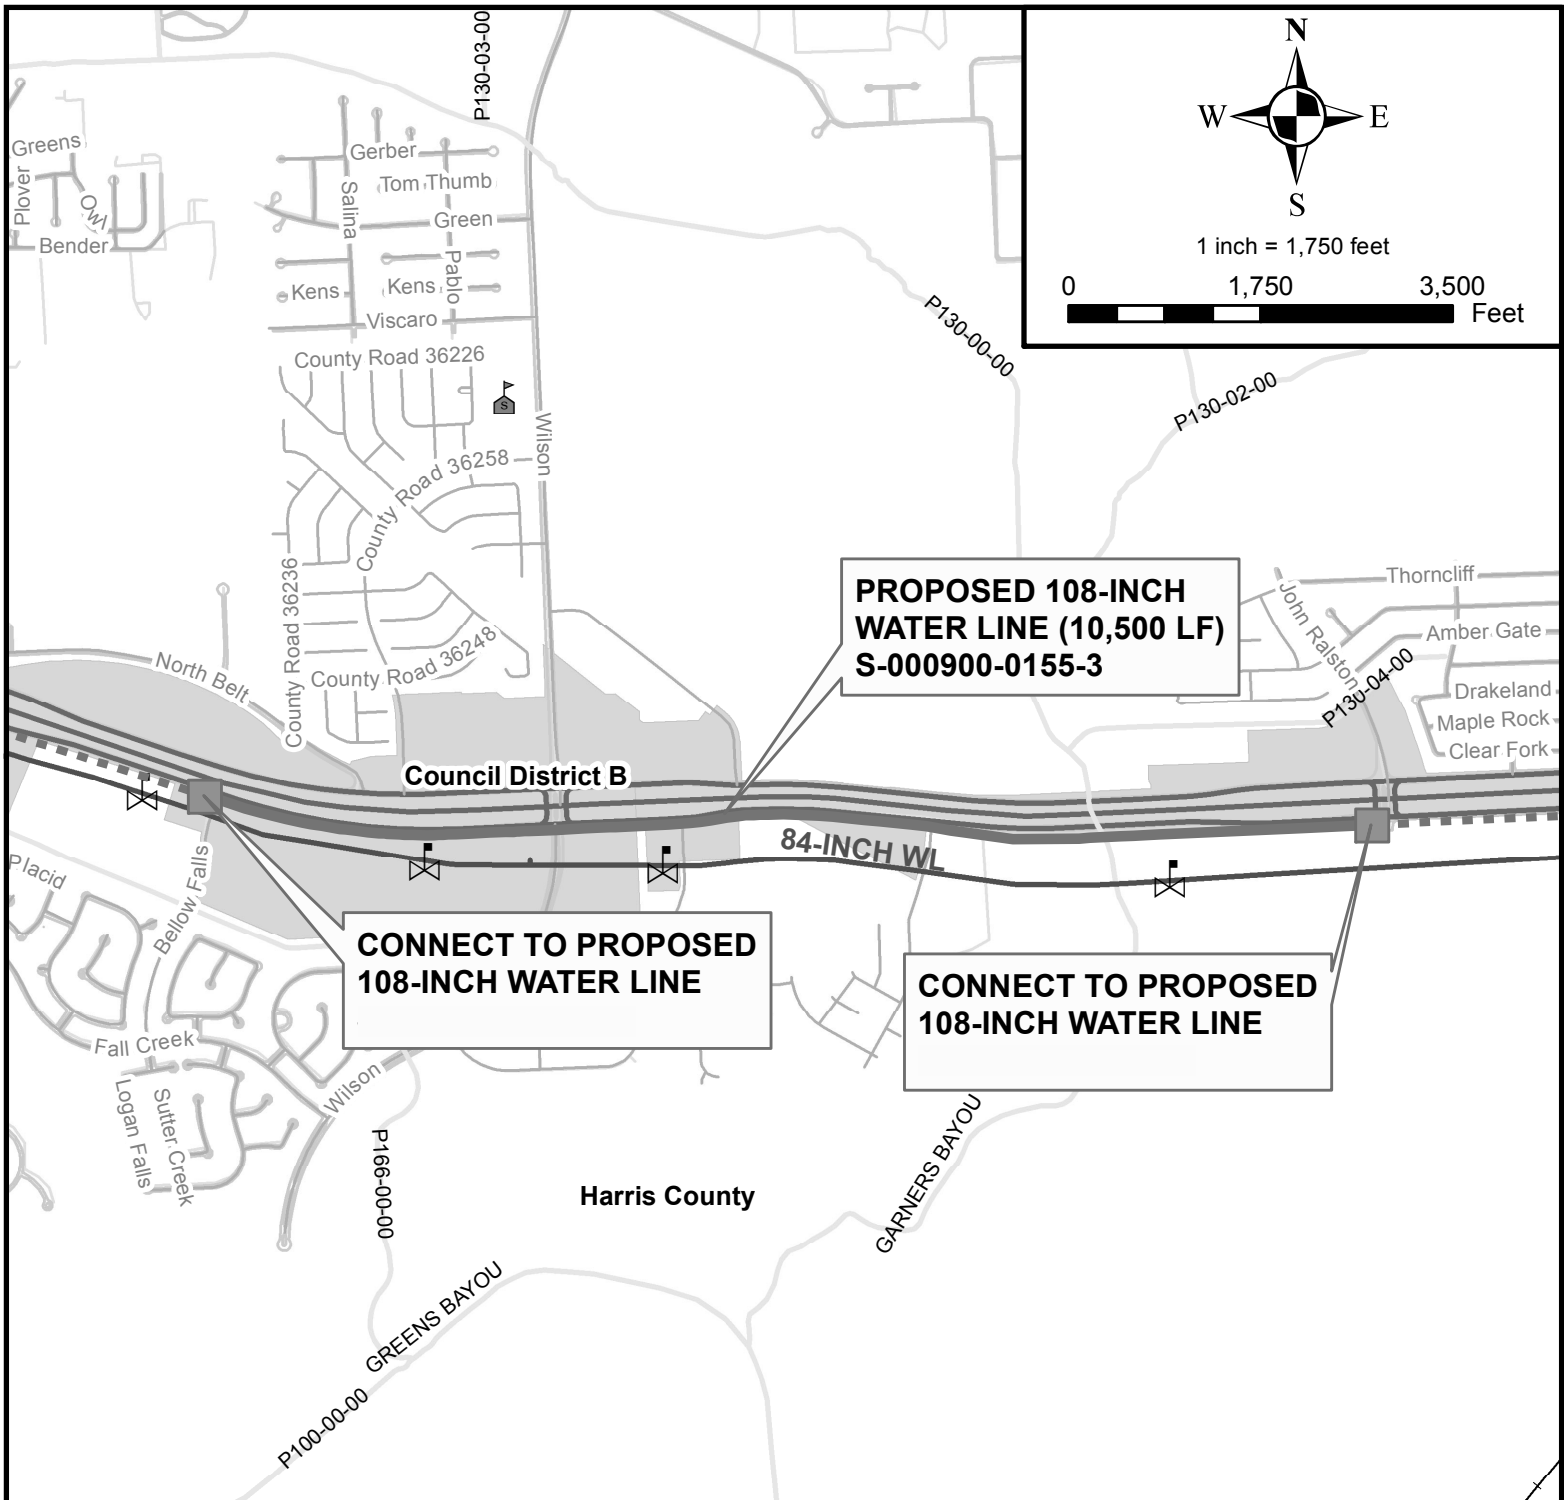 P130-03-00
N
W
E
S
1 inch = 1,750 feet
0
1,750
3,500
Feet
Greens
Plover
Owl
Bender
Gerber
Tom Thumb
Salina
Green
Pablo
Kens
Kens
Viscaro
County Road 36226
S
Wilson
P130-00-00
P130-02-00
County Road 36258
County Road 36236
County Road 36248
North Belt
PROPOSED 108-INCH
WATER LINE (10,500 LF)
S-000900-0155-3
Thorncliff
John Ralston
Amber Gate
P130-04-00
Drakeland
Maple Rock
Clear Fork
Council District B
84-INCH WL
Placid
Bellow Falls
CONNECT TO PROPOSED
108-INCH WATER LINE
CONNECT TO PROPOSED
108-INCH WATER LINE
Fall Creek
Wilson
Logan Falls
Sutter Creek
P166-00-00
Harris County
GARNERS BAYOU
GREENS BAYOU
P100-00-00